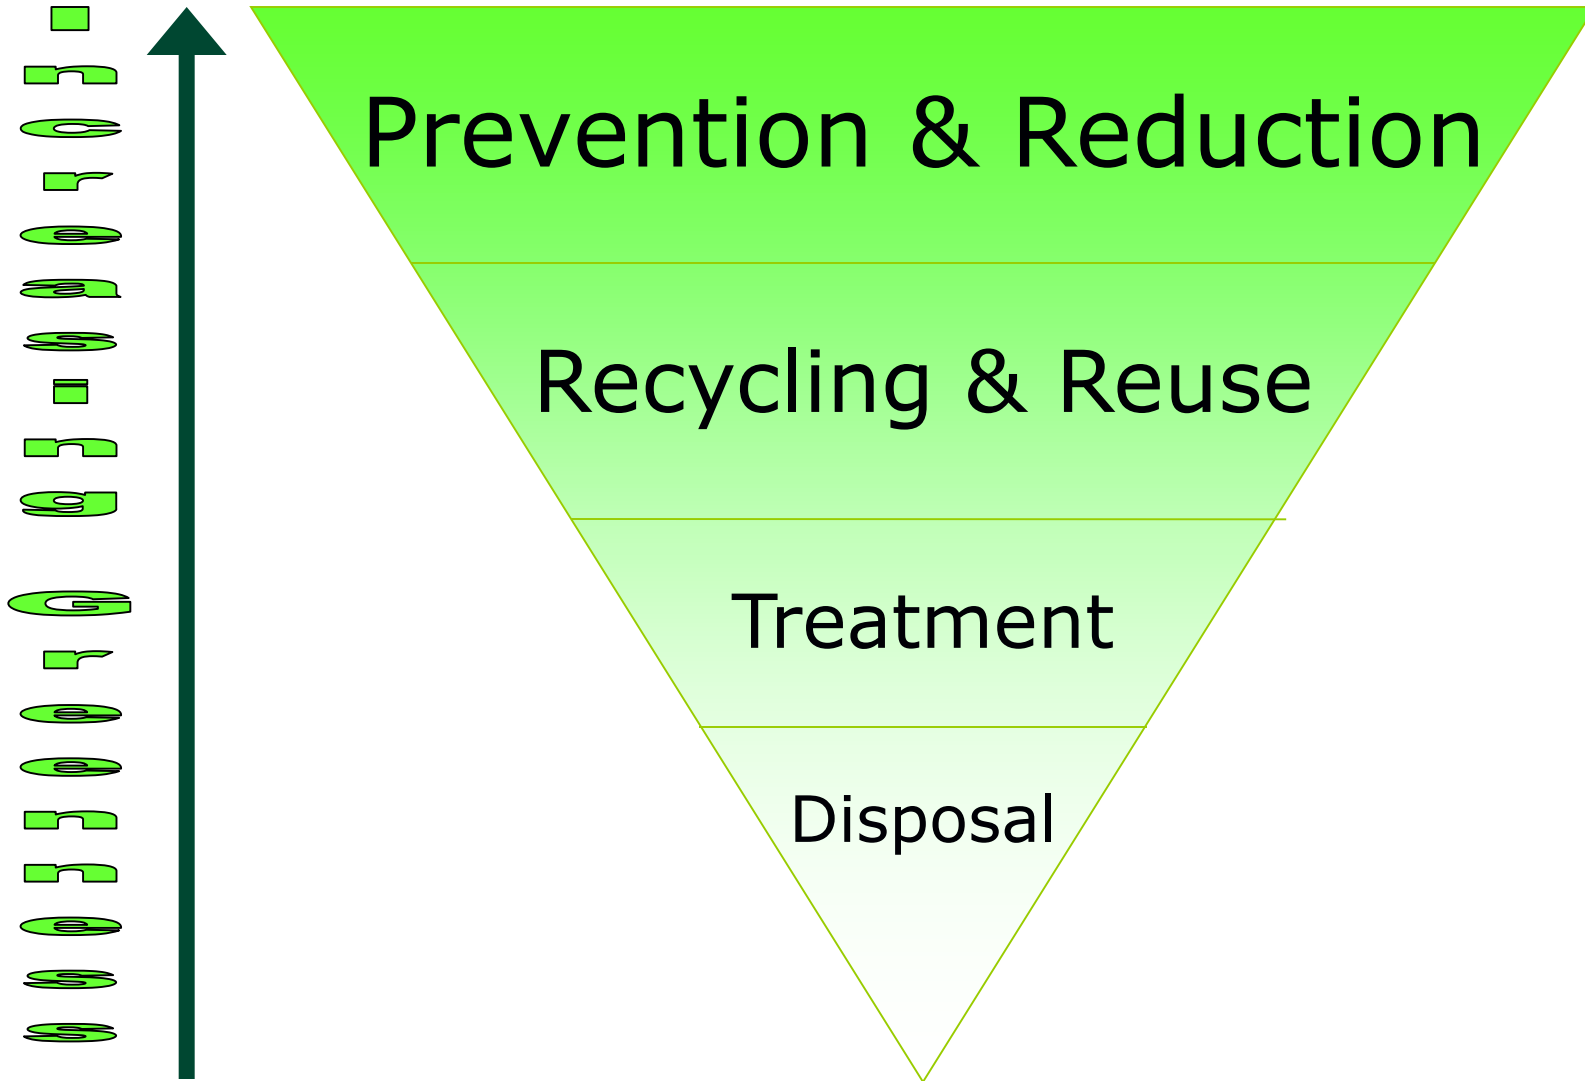 Increasing Greenness
Prevention & Reduction
Recycling & Reuse
Treatment
Disposal